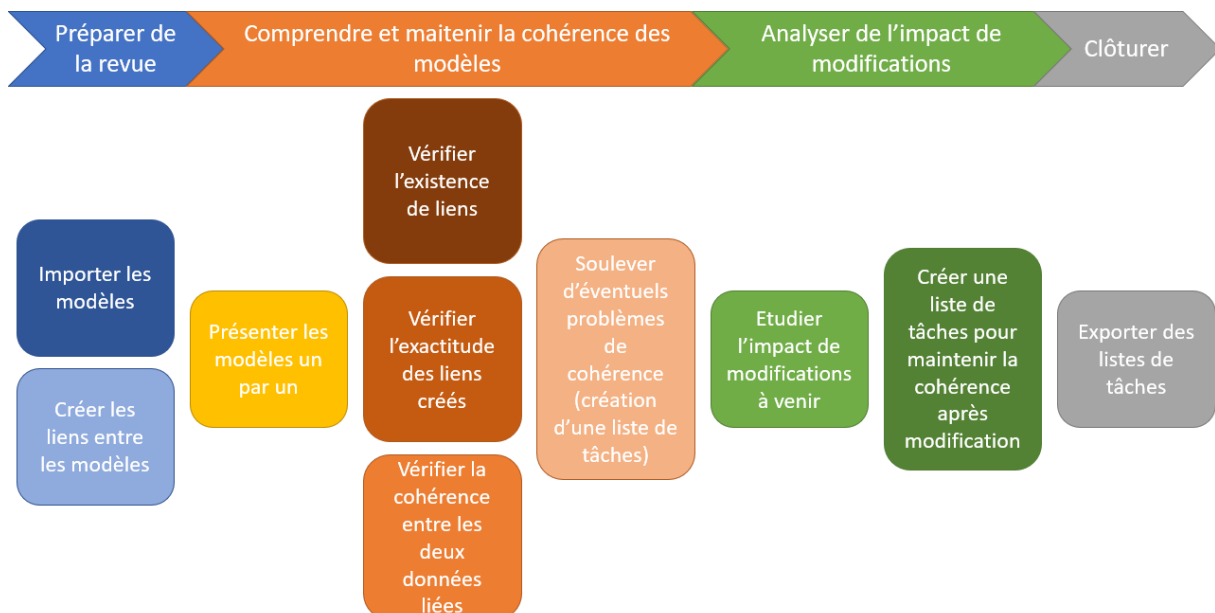 Préparer de
la revue
Comprendre et maitenir la cohérence des
modèles
Analyser de l'impact de
modifications
Clôturer
Importer les
modèles
Créer les
liens entre
les modèles
Présenter les
modèles un
par un
Vérifier
l'existence
de liens
Vérifier
l'exactitude
des liens
créés
Vérifier la
cohérence
entre les
deux
données
liées
Soulever
d'éventuels
problèmes
de
cohérence
(création
d'une liste de
tâches)
Etudier
l'impact de
modifications
à venir
Créer une
liste de
tâches pour
maintenir la
cohérence
après
modification
Exporter des
listes de
tâches